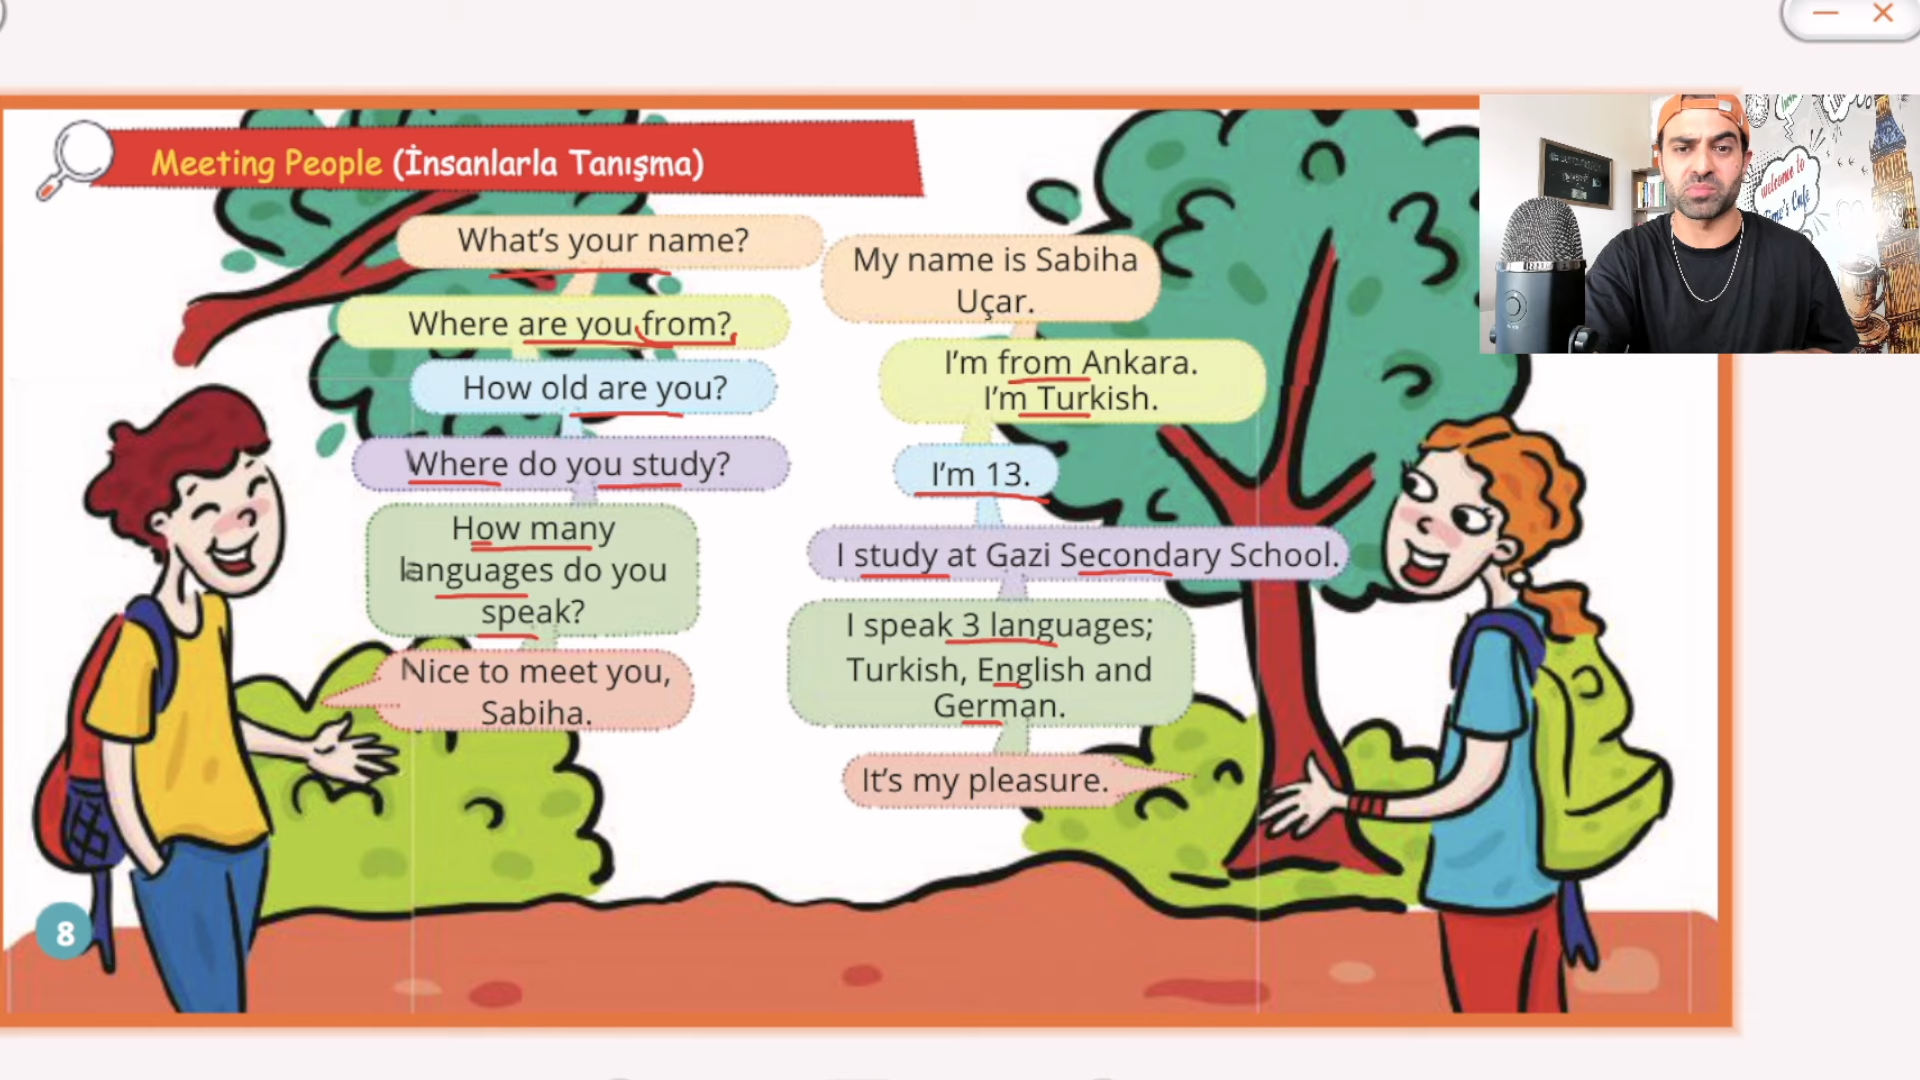 Meeting People (İnsanlarla Tanışma)
What's your name?
My name is Sabiha
Uçar.
Where are you from?
I'm from Ankara.
I'm Turkish.
How old are you?
I'm 13.
Where do you study?
I study at Gazi Secondary School.
How many
languages do you
speak?
I speak 3 languages;
Turkish, English and
German.
Nice to meet you,
Sabiha.
It's my pleasure.
8
welcome to